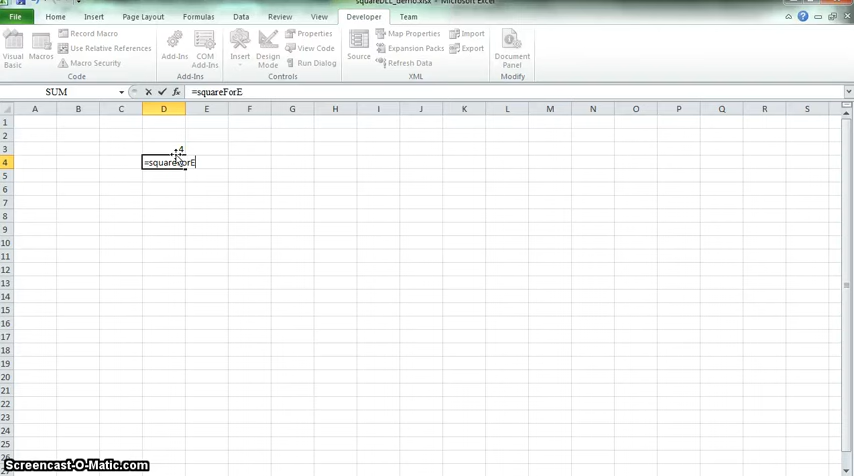 squareDLL_demo.xlsx - Microsoft Excel
File Home Insert Page Layout Formulas Data Review View Developer Team
Visual Basic
Macros
Record Macro
Use Relative References
Macro Security
Code
Add-Ins
COM Add-Ins
Add-Ins
Insert
Design Mode
Properties
View Code
Run Dialog
Controls
Source
Map Properties
Expansion Packs
Refresh Data
Import
Export
XML
Document Panel
Modify
SUM fx =squareForE
A B C D E F G H I J K L M N O P Q R S
1
2
3 4
4 =squareForE
5
6
7
8
9
10
11
12
13
14
15
16
17
18
19
20
21
22
23
24
25
26
27
Screencast-O-Matic.com